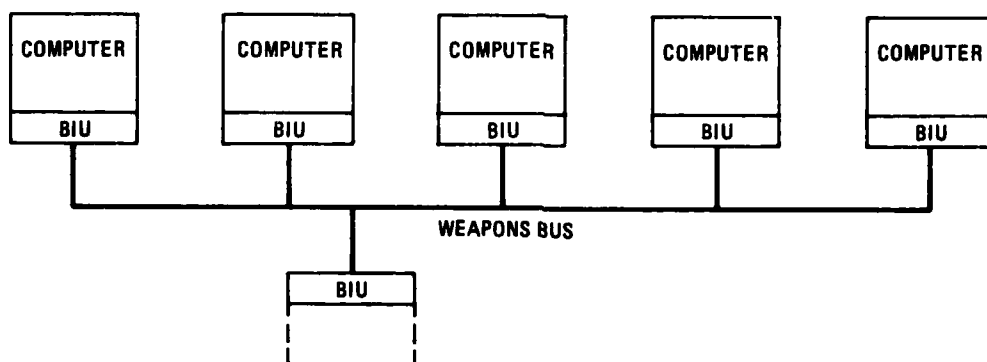 COMPUTER COMPUTER COMPUTER COMPUTER COMPUTER
BIU BIU BIU BIU BIU
WEAPONS BUS
BIU